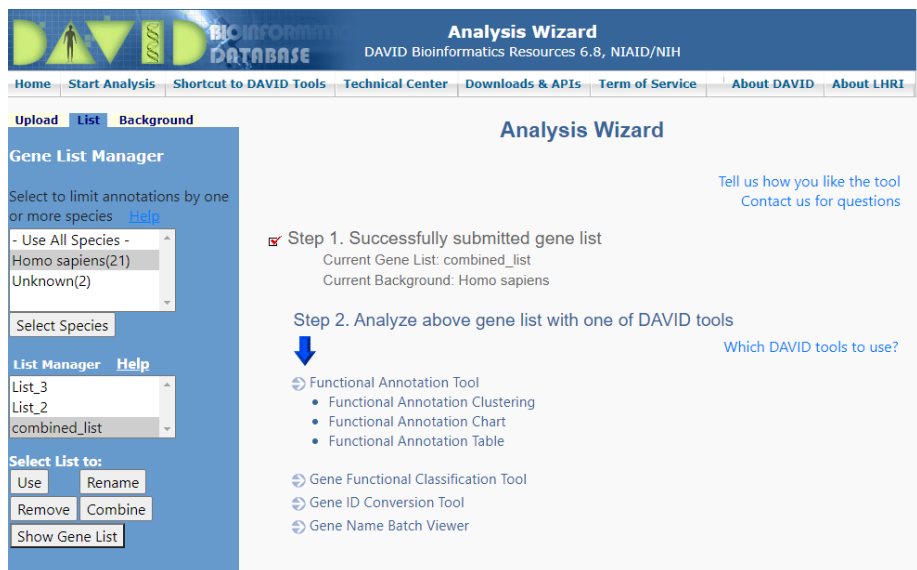 DAVID BIOINFORMATICS
DATABASE
Analysis Wizard
DAVID Bioinformatics Resources 6.8, NIAID/NIH
Home Start Analysis Shortcut to DAVID Tools Technical Center Downloads & APIs Term of Service About DAVID About LHRI
Upload List Background
Analysis Wizard
Gene List Manager
Tell us how you like the tool
Contact us for questions
Select to limit annotations by one
or more species Help
- Use All Species -
Homo sapiens(21)
Unknown(2)
Select Species
Step 1. Successfully submitted gene list
Current Gene List: combined_list
Current Background: Homo sapiens
Step 2. Analyze above gene list with one of DAVID tools
Which DAVID tools to use?
List Manager Help
List_3
List_2
combined_list
Select List to:
Use Rename
Remove Combine
Show Gene List
Functional Annotation Tool
Functional Annotation Clustering
Functional Annotation Chart
Functional Annotation Table
Gene Functional Classification Tool
Gene ID Conversion Tool
Gene Name Batch Viewer